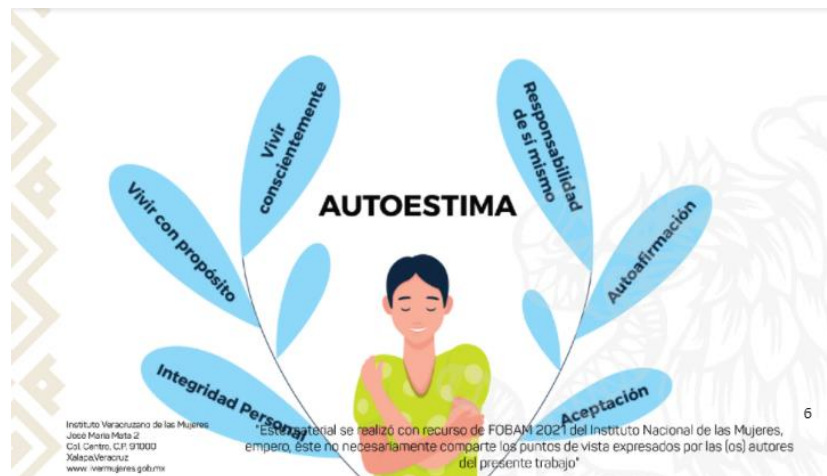 Vivir
conscientemente
Responsabilidad
de sí mismo
AUTOESTIMA
Vivir con propósito
Autoafirmación
Integridad Personal
Aceptación
6
Instituto Veracruzano de las Mujeres
José María Mata 2
Col. Centro, C.P. 91000
Xalapa,Veracruz
www.ivermujeres.gob.mx
"Este material se realizó con recurso de FOBAM 2021 del Instituto Nacional de las Mujeres,
empero, éste no necesariamente comparte los puntos de vista expresados por las (os) autores
del presente trabajo"